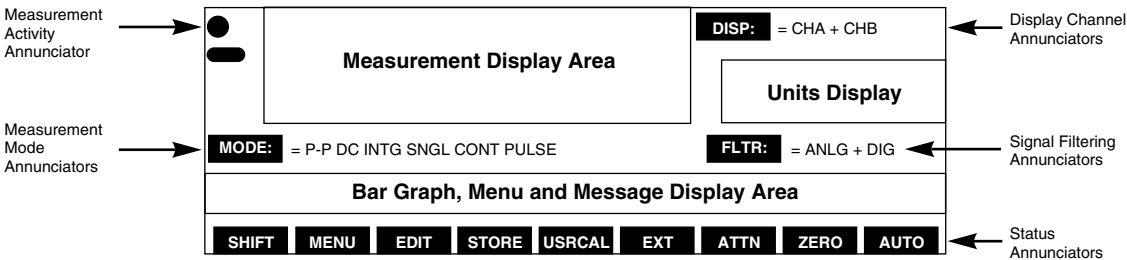 Measurement
Activity
Annunciator
Measurement Display Area
DISP: = CHA + CHB
Display Channel
Annunciators
Units Display
Measurement
Mode
Annunciators
MODE: = P-P DC INTG SNGL CONT PULSE
FLTR: = ANLG + DIG
Signal Filtering
Annunciators
Bar Graph, Menu and Message Display Area
SHIFT MENU EDIT STORE USRCAL EXT ATTN ZERO AUTO
Status
Annunciators